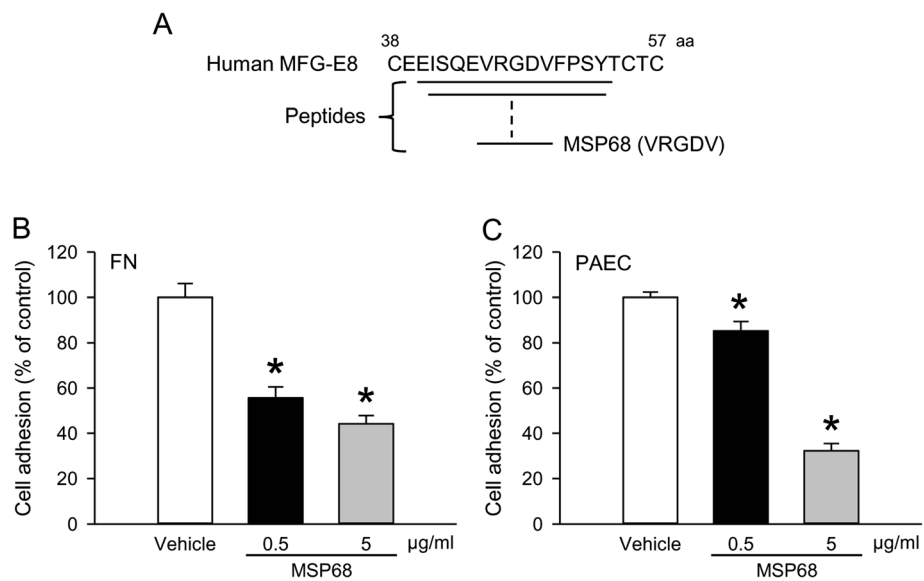 A
38 57 aa
Human MFG-E8 CEEISQEVRGDVFPSYTCTC
Peptides
MSP68 (VRGDV)
B
FN
Cell adhesion (% of control)
120
100
80
60
40
20
0
Vehicle 0.5 5 µg/ml
MSP68
*
*
C
PAEC
Cell adhesion (% of control)
120
100
80
60
40
20
0
Vehicle 0.5 5 µg/ml
MSP68
*
*